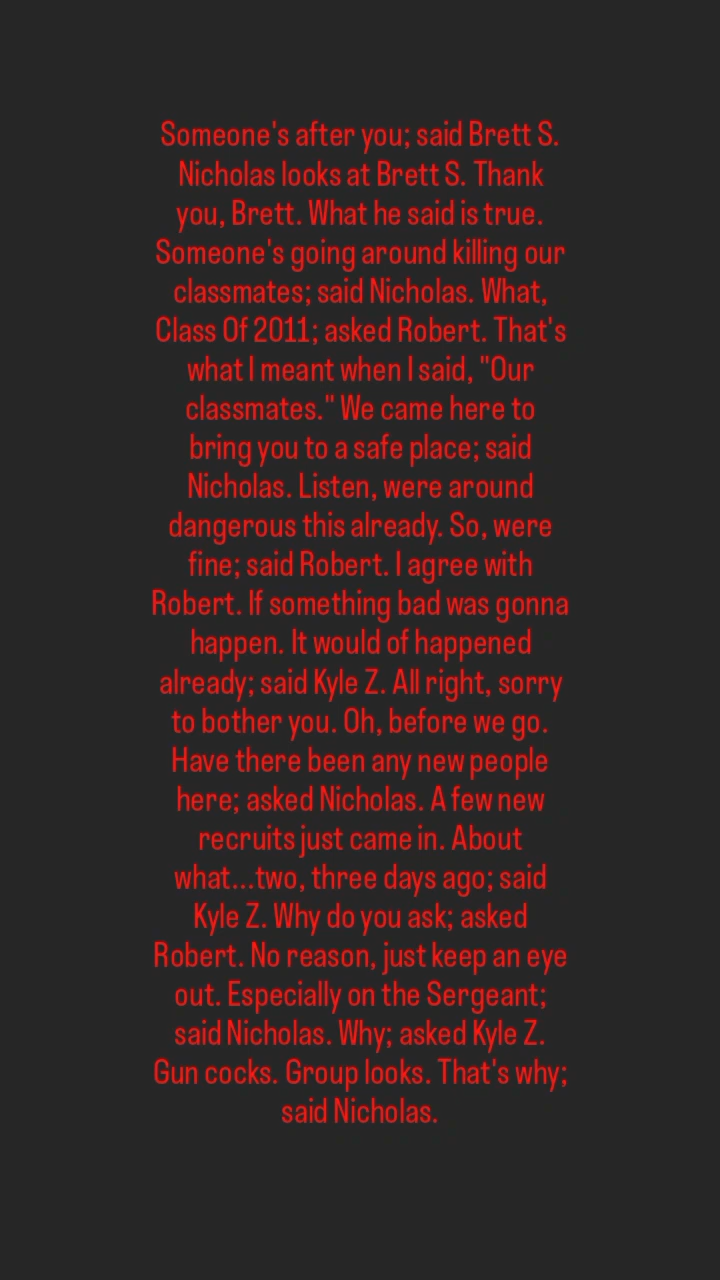 Someone's after you; said Brett S.
Nicholas looks at Brett S. Thank
you, Brett. What he said is true.
Someone's going around killing our
classmates; said Nicholas. What,
Class Of 2011; asked Robert. That's
what I meant when I said, "Our
classmates." We came here to
bring you to a safe place; said
Nicholas. Listen, were around
dangerous this already. So, were
fine; said Robert. I agree with
Robert. If something bad was gonna
happen. It would of happened
already; said Kyle Z. All right, sorry
to bother you. Oh, before we go.
Have there been any new people
here; asked Nicholas. A few new
recruits just came in. About
what...two, three days ago; said
Kyle Z. Why do you ask; asked
Robert. No reason, just keep an eye
out. Especially on the Sergeant;
said Nicholas. Why; asked Kyle Z.
Gun cocks. Group looks. That's why;
said Nicholas.